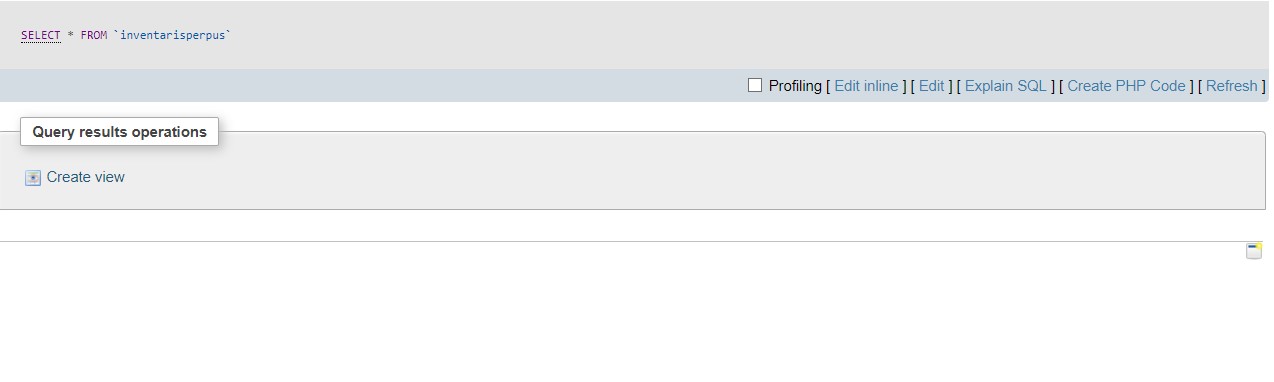 SELECT * FROM `inventarisperpus`
Profiling [ Edit inline ] [ Edit ] [ Explain SQL ] [ Create PHP Code ] [ Refresh ]
Query results operations
Create view